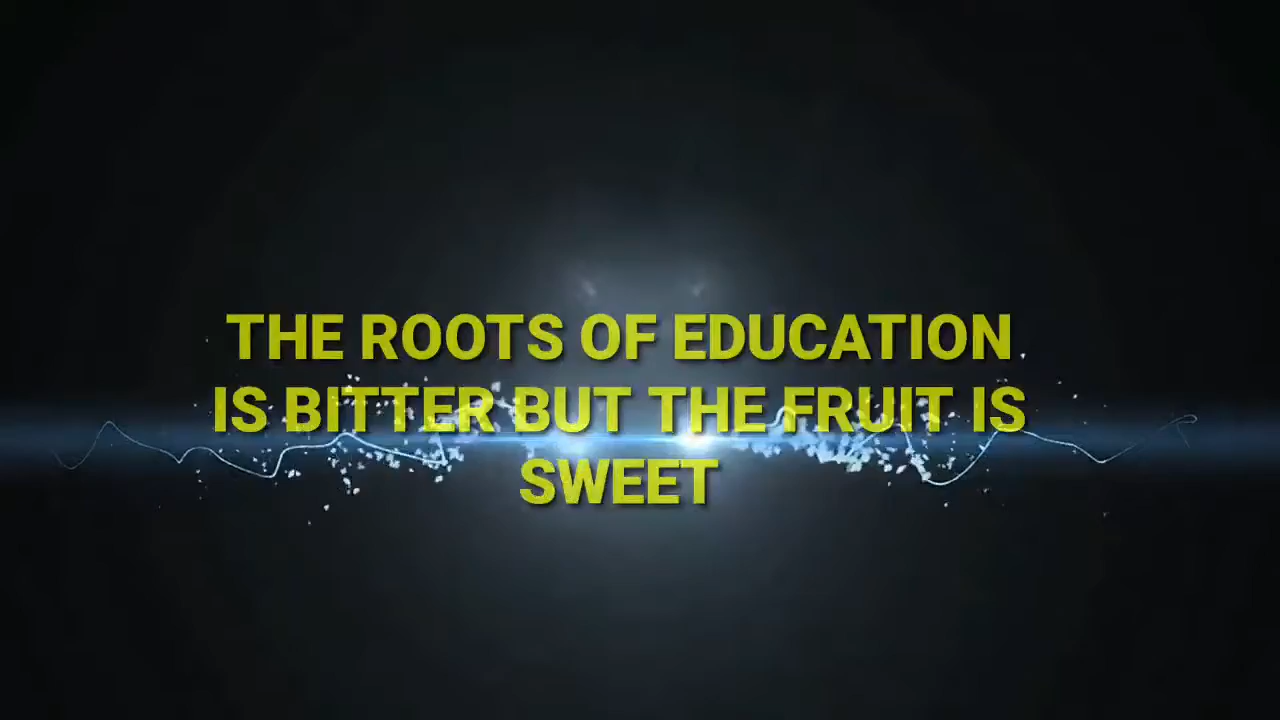 THE ROOTS OF EDUCATION
IS BITTER BUT THE FRUIT IS
SWEET